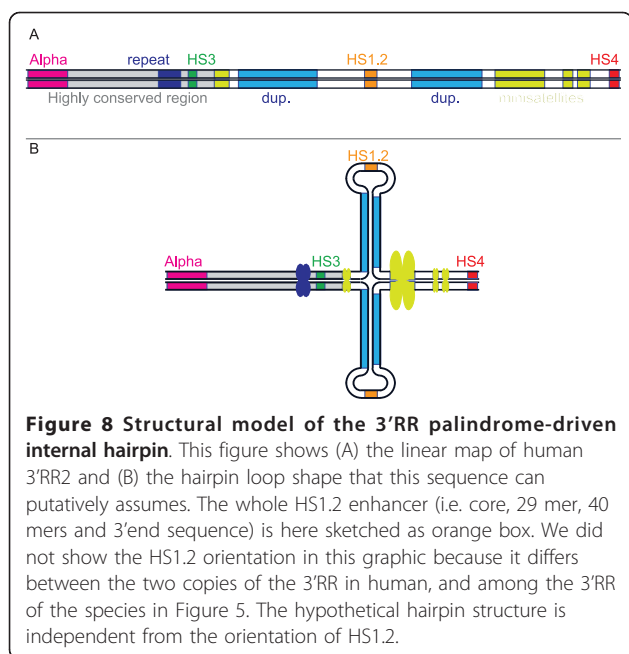 A
Alpha repeat HS3 HS1.2 HS4
Highly conserved region dup. dup. minisatellites
B
HS1.2
Alpha HS3 HS4
Figure 8 Structural model of the 3'RR palindrome-driven
internal hairpin. This figure shows (A) the linear map of human
3'RR2 and (B) the hairpin loop shape that this sequence can
putatively assumes. The whole HS1.2 enhancer (i.e. core, 29 mer, 40
mers and 3'end sequence) is here sketched as orange box. We did
not show the HS1.2 orientation in this graphic because it differs
between the two copies of the 3'RR in human, and among the 3'RR
of the species in Figure 5. The hypothetical hairpin structure is
independent from the orientation of HS1.2.